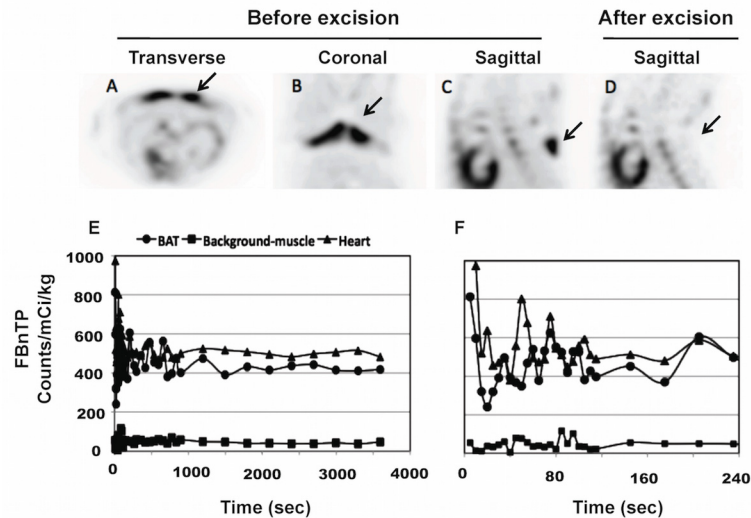 Before excision After excision
Transverse Coronal Sagittal Sagittal
A B C D
E F
BAT Background-muscle Heart
FBnTP
Counts/mCi/kg
1000
800
600
400
200
0
0 1000 2000 3000 4000 0 80 160 240
Time (sec) Time (sec)